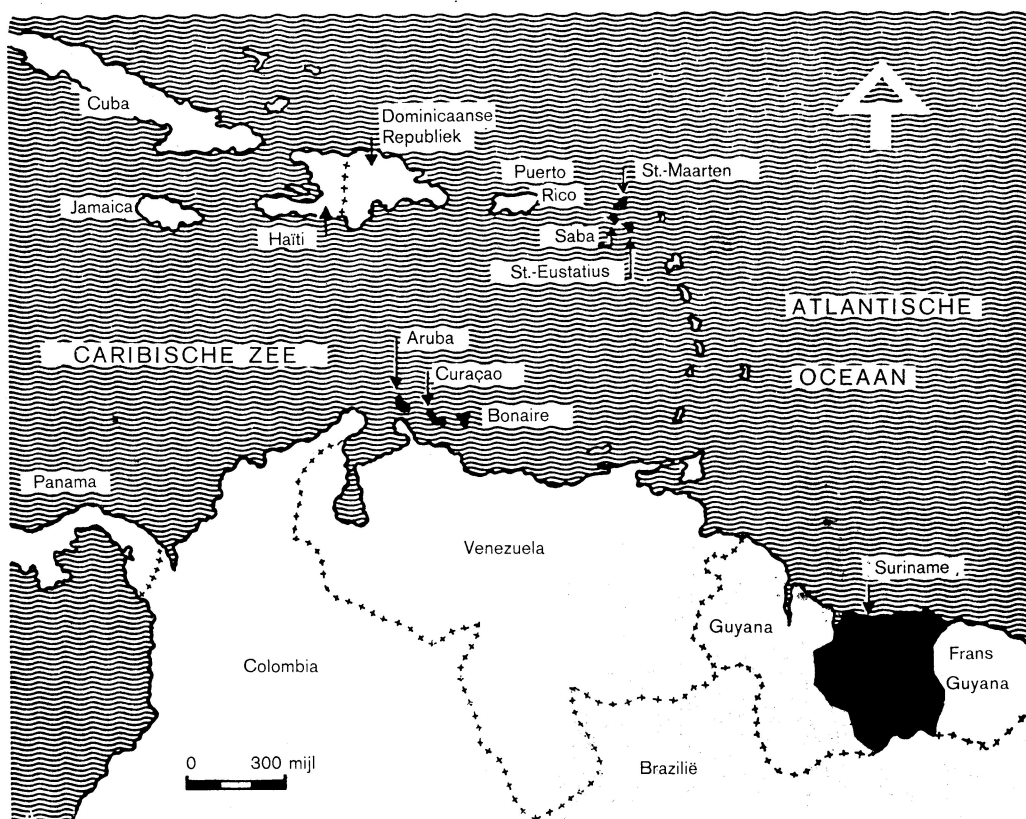 Cuba
Dominicaanse
Republiek
Puerto
Rico
St.-Maarten
Jamaica
Haïti
Saba
St.-Eustatius
ATLANTISCHE
OCEAAN
CARIBISCHE ZEE
Aruba
Curaçao
Bonaire
Panama
Venezuela
Suriname
Guyana
Colombia
Frans
Guyana
0 300 mijl
Brazilië